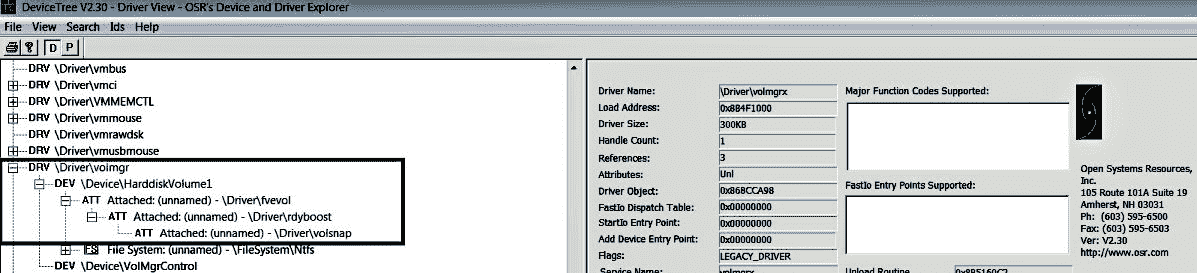 DeviceTree V2.30 - Driver View - OSR's Device and Driver Explorer
File View Search Ids Help
D P
DRV \Driver\vmbus
DRV \Driver\vmci
DRV \Driver\VMMEMCTL
DRV \Driver\vmmouse
DRV \Driver\vmrawdsk
DRV \Driver\vmusbmouse
DRV \Driver\volmgr
DEV \Device\HarddiskVolume1
ATT Attached: (unnamed) - \Driver\fvevol
ATT Attached: (unnamed) - \Driver\rdyboost
ATT Attached: (unnamed) - \Driver\volsnap
FS File System: (unnamed) - \FileSystem\Ntfs
DEV \Device\VolMgrControl
Driver Name: \Driver\volmgrx
Load Address: 0x8B4F1000
Driver Size: 300KB
Handle Count: 1
References: 3
Attributes: Unl
Driver Object: 0x868CCA98
FastIo Dispatch Table: 0x00000000
StartIo Entry Point: 0x00000000
Add Device Entry Point: 0x00000000
Flags: LEGACY_DRIVER
Service Name: volmgrx
Major Function Codes Supported:
FastIo Entry Points Supported:
Unload Routine 0x8B5160C2
Open Systems Resources,
Inc.
105 Route 101A Suite 19
Amherst, NH 03031
Ph: (603) 595-6500
Fax: (603) 595-6503
Ver: V2.30
http://www.osr.com